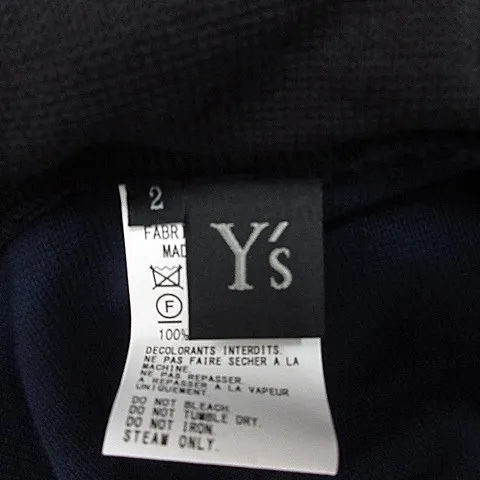 2
Y's
FABRI
MAD
F
100%
DECOLORANTS INTERDITS.
NE PAS FAIRE SECHER A LA
MACHINE.
NE PAS REPASSER.
A REPASSER A LA VAPEUR
UNIQUEMENT.
DO NOT BLEACH.
DO NOT TUMBLE DRY.
DO NOT IRON.
STEAM ONLY.